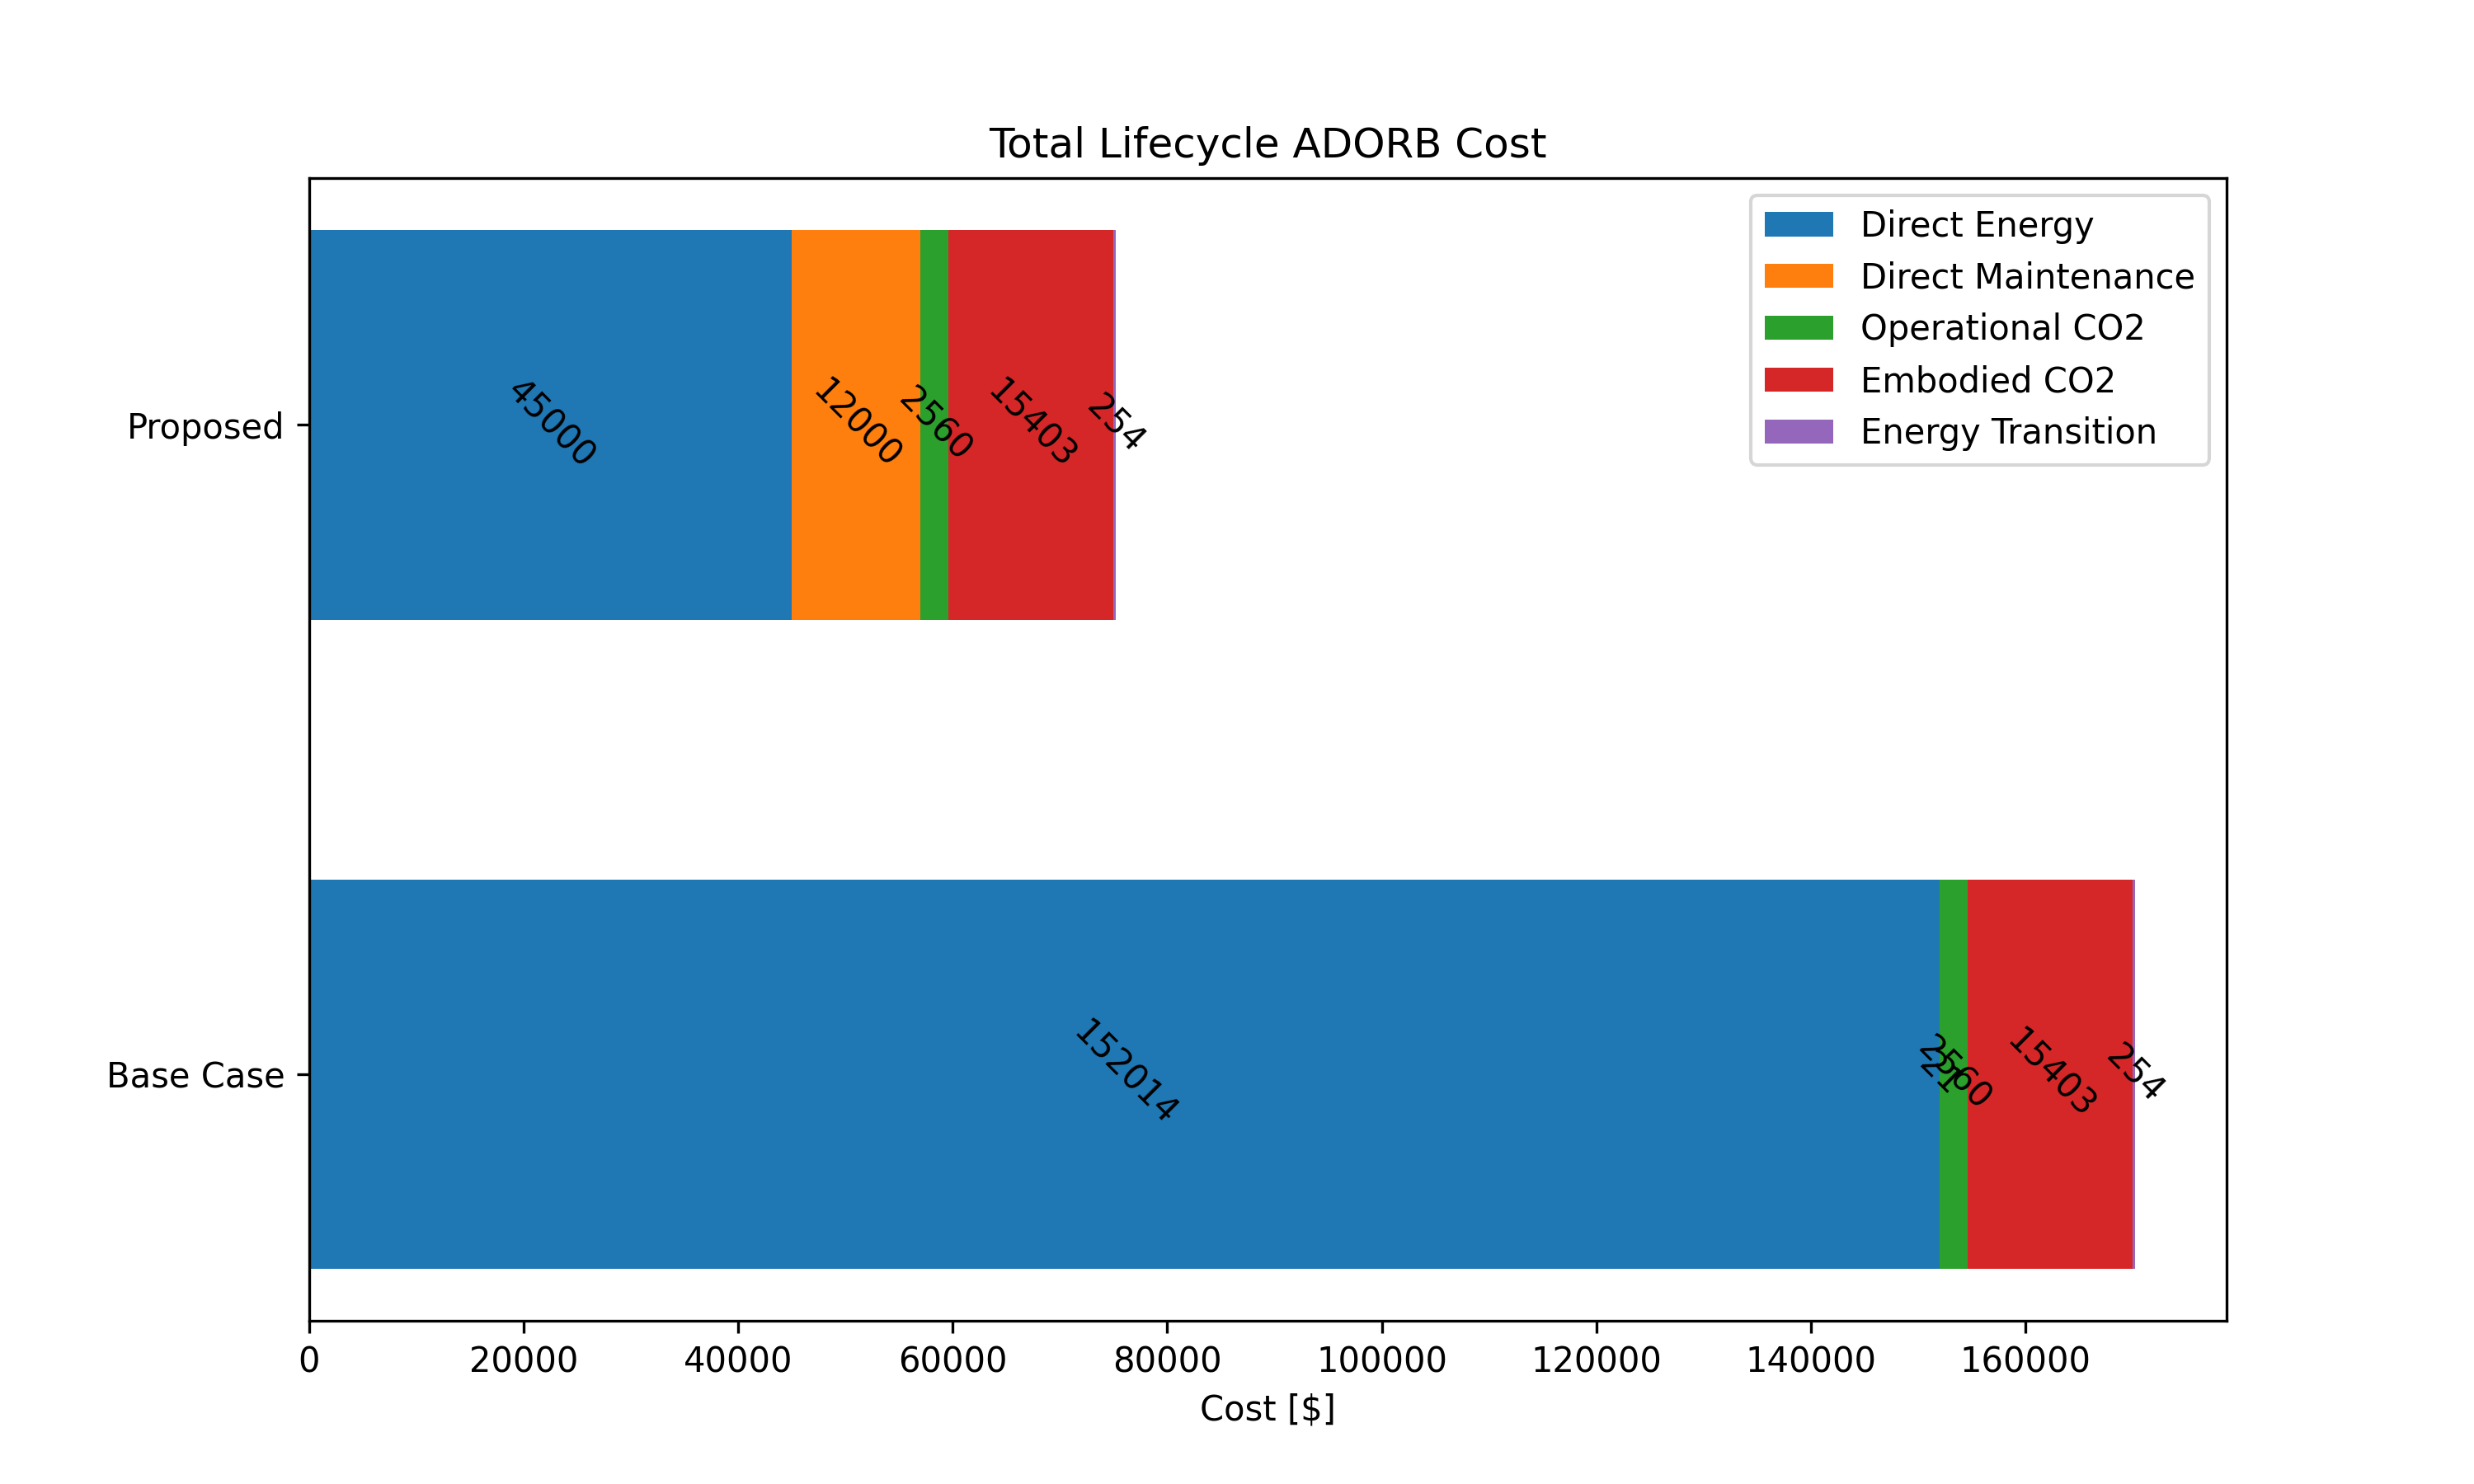 Total Lifecycle ADORB Cost
Direct Energy
Direct Maintenance
Operational CO2
Embodied CO2
Energy Transition
Proposed
45000
12000
2560
15403
254
Base Case
152014
2560
15403
254
0 20000 40000 60000 80000 100000 120000 140000 160000
Cost [$]